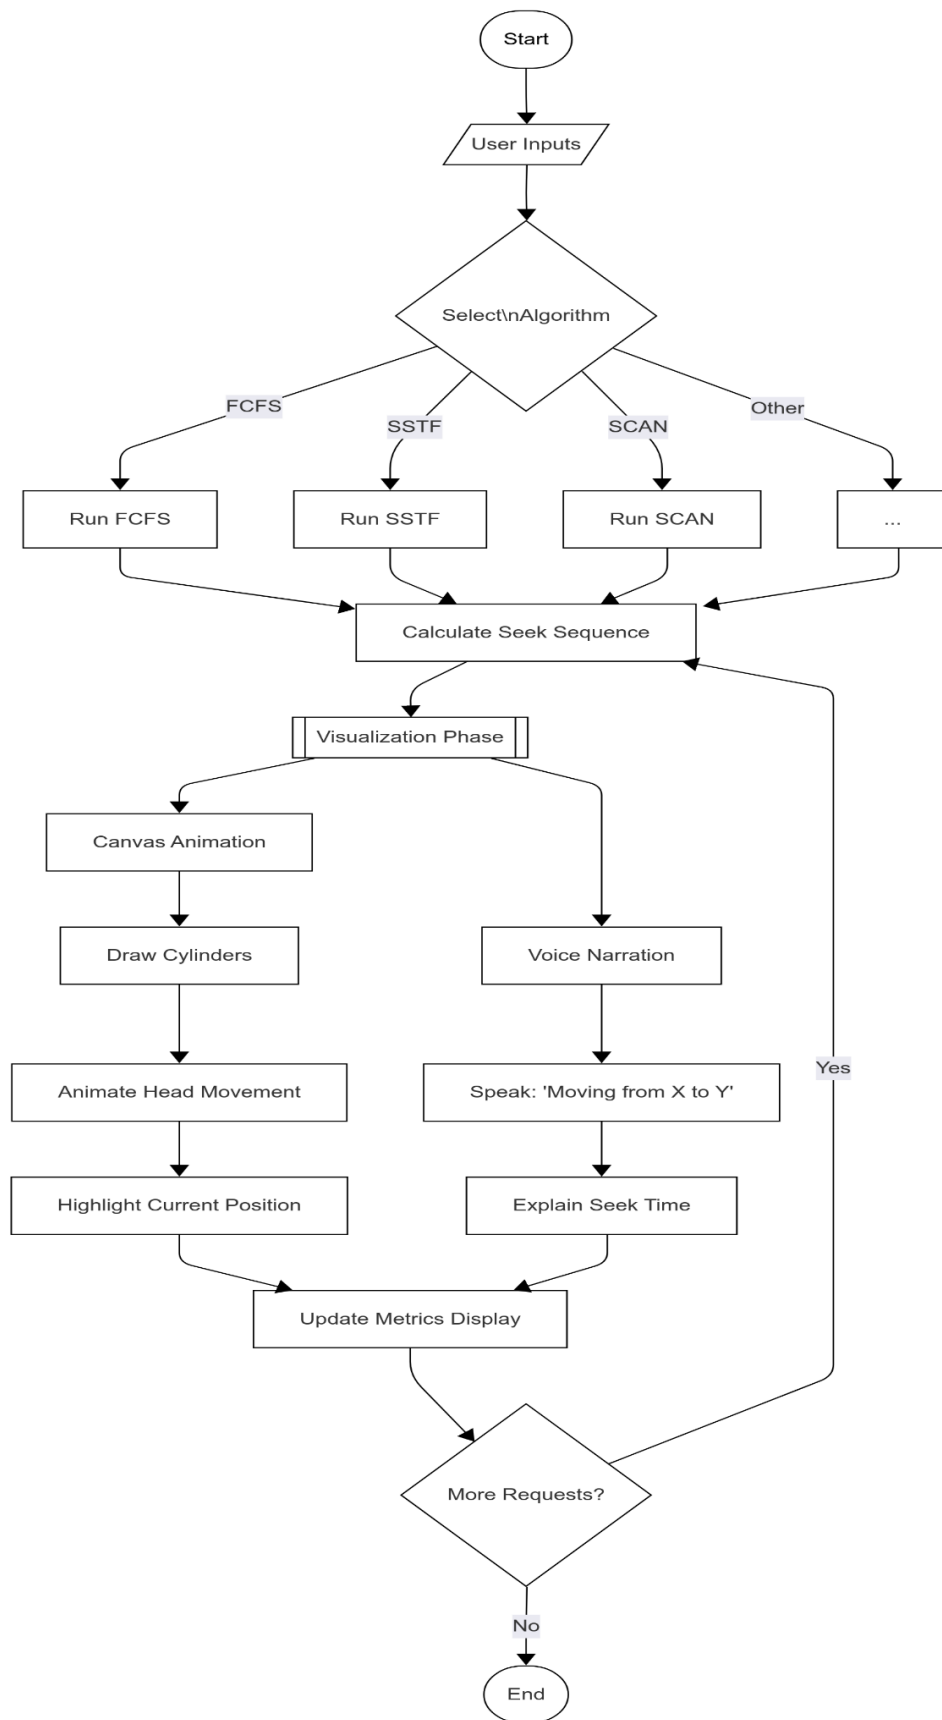 Start
User Inputs
Select\nAlgorithm
FCFS
SSTF
SCAN
Other
Run FCFS
Run SSTF
Run SCAN
...
Calculate Seek Sequence
Visualization Phase
Canvas Animation
Draw Cylinders
Voice Narration
Animate Head Movement
Speak: 'Moving from X to Y'
Yes
Highlight Current Position
Explain Seek Time
Update Metrics Display
More Requests?
No
End